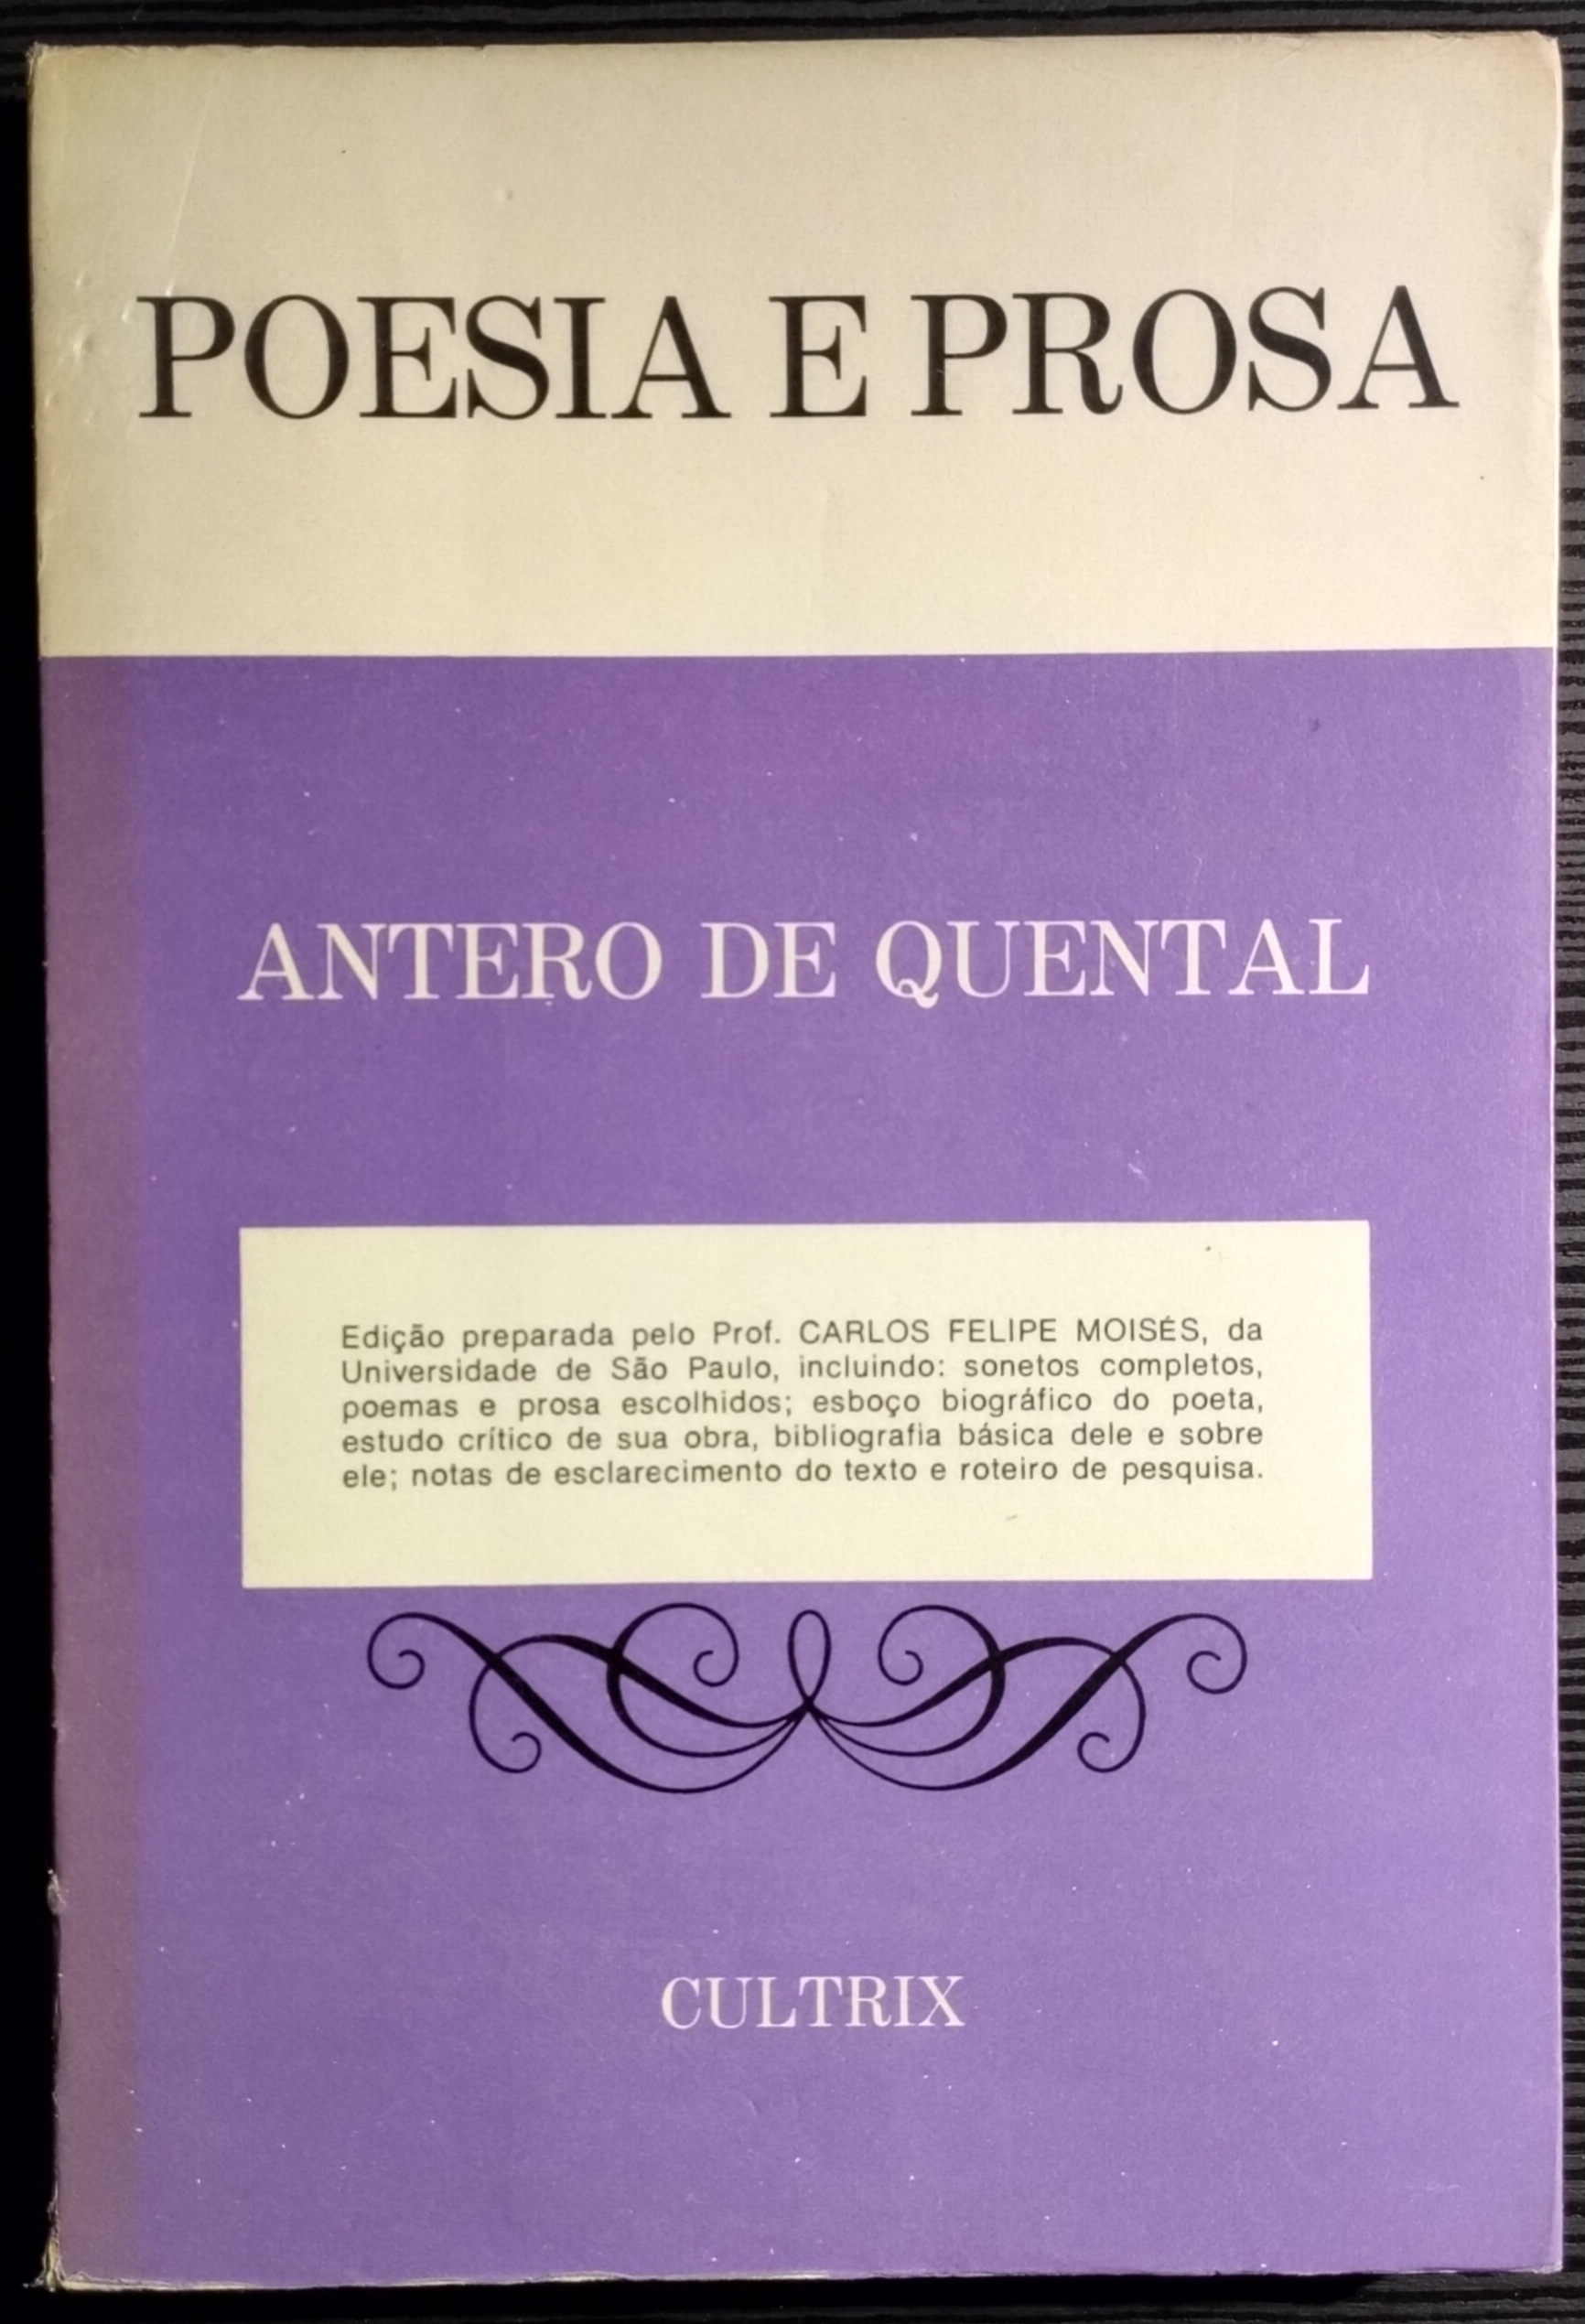 POESIA E PROSA
ANTERO DE QUENTAL
Edição preparada pelo Prof. CARLOS FELIPE MOISÉS, da
Universidade de São Paulo, incluindo: sonetos completos,
poemas e prosa escolhidos; esboço biográfico do poeta,
estudo crítico de sua obra, bibliografia básica dele e sobre
ele; notas de esclarecimento do texto e roteiro de pesquisa.
CULTRIX